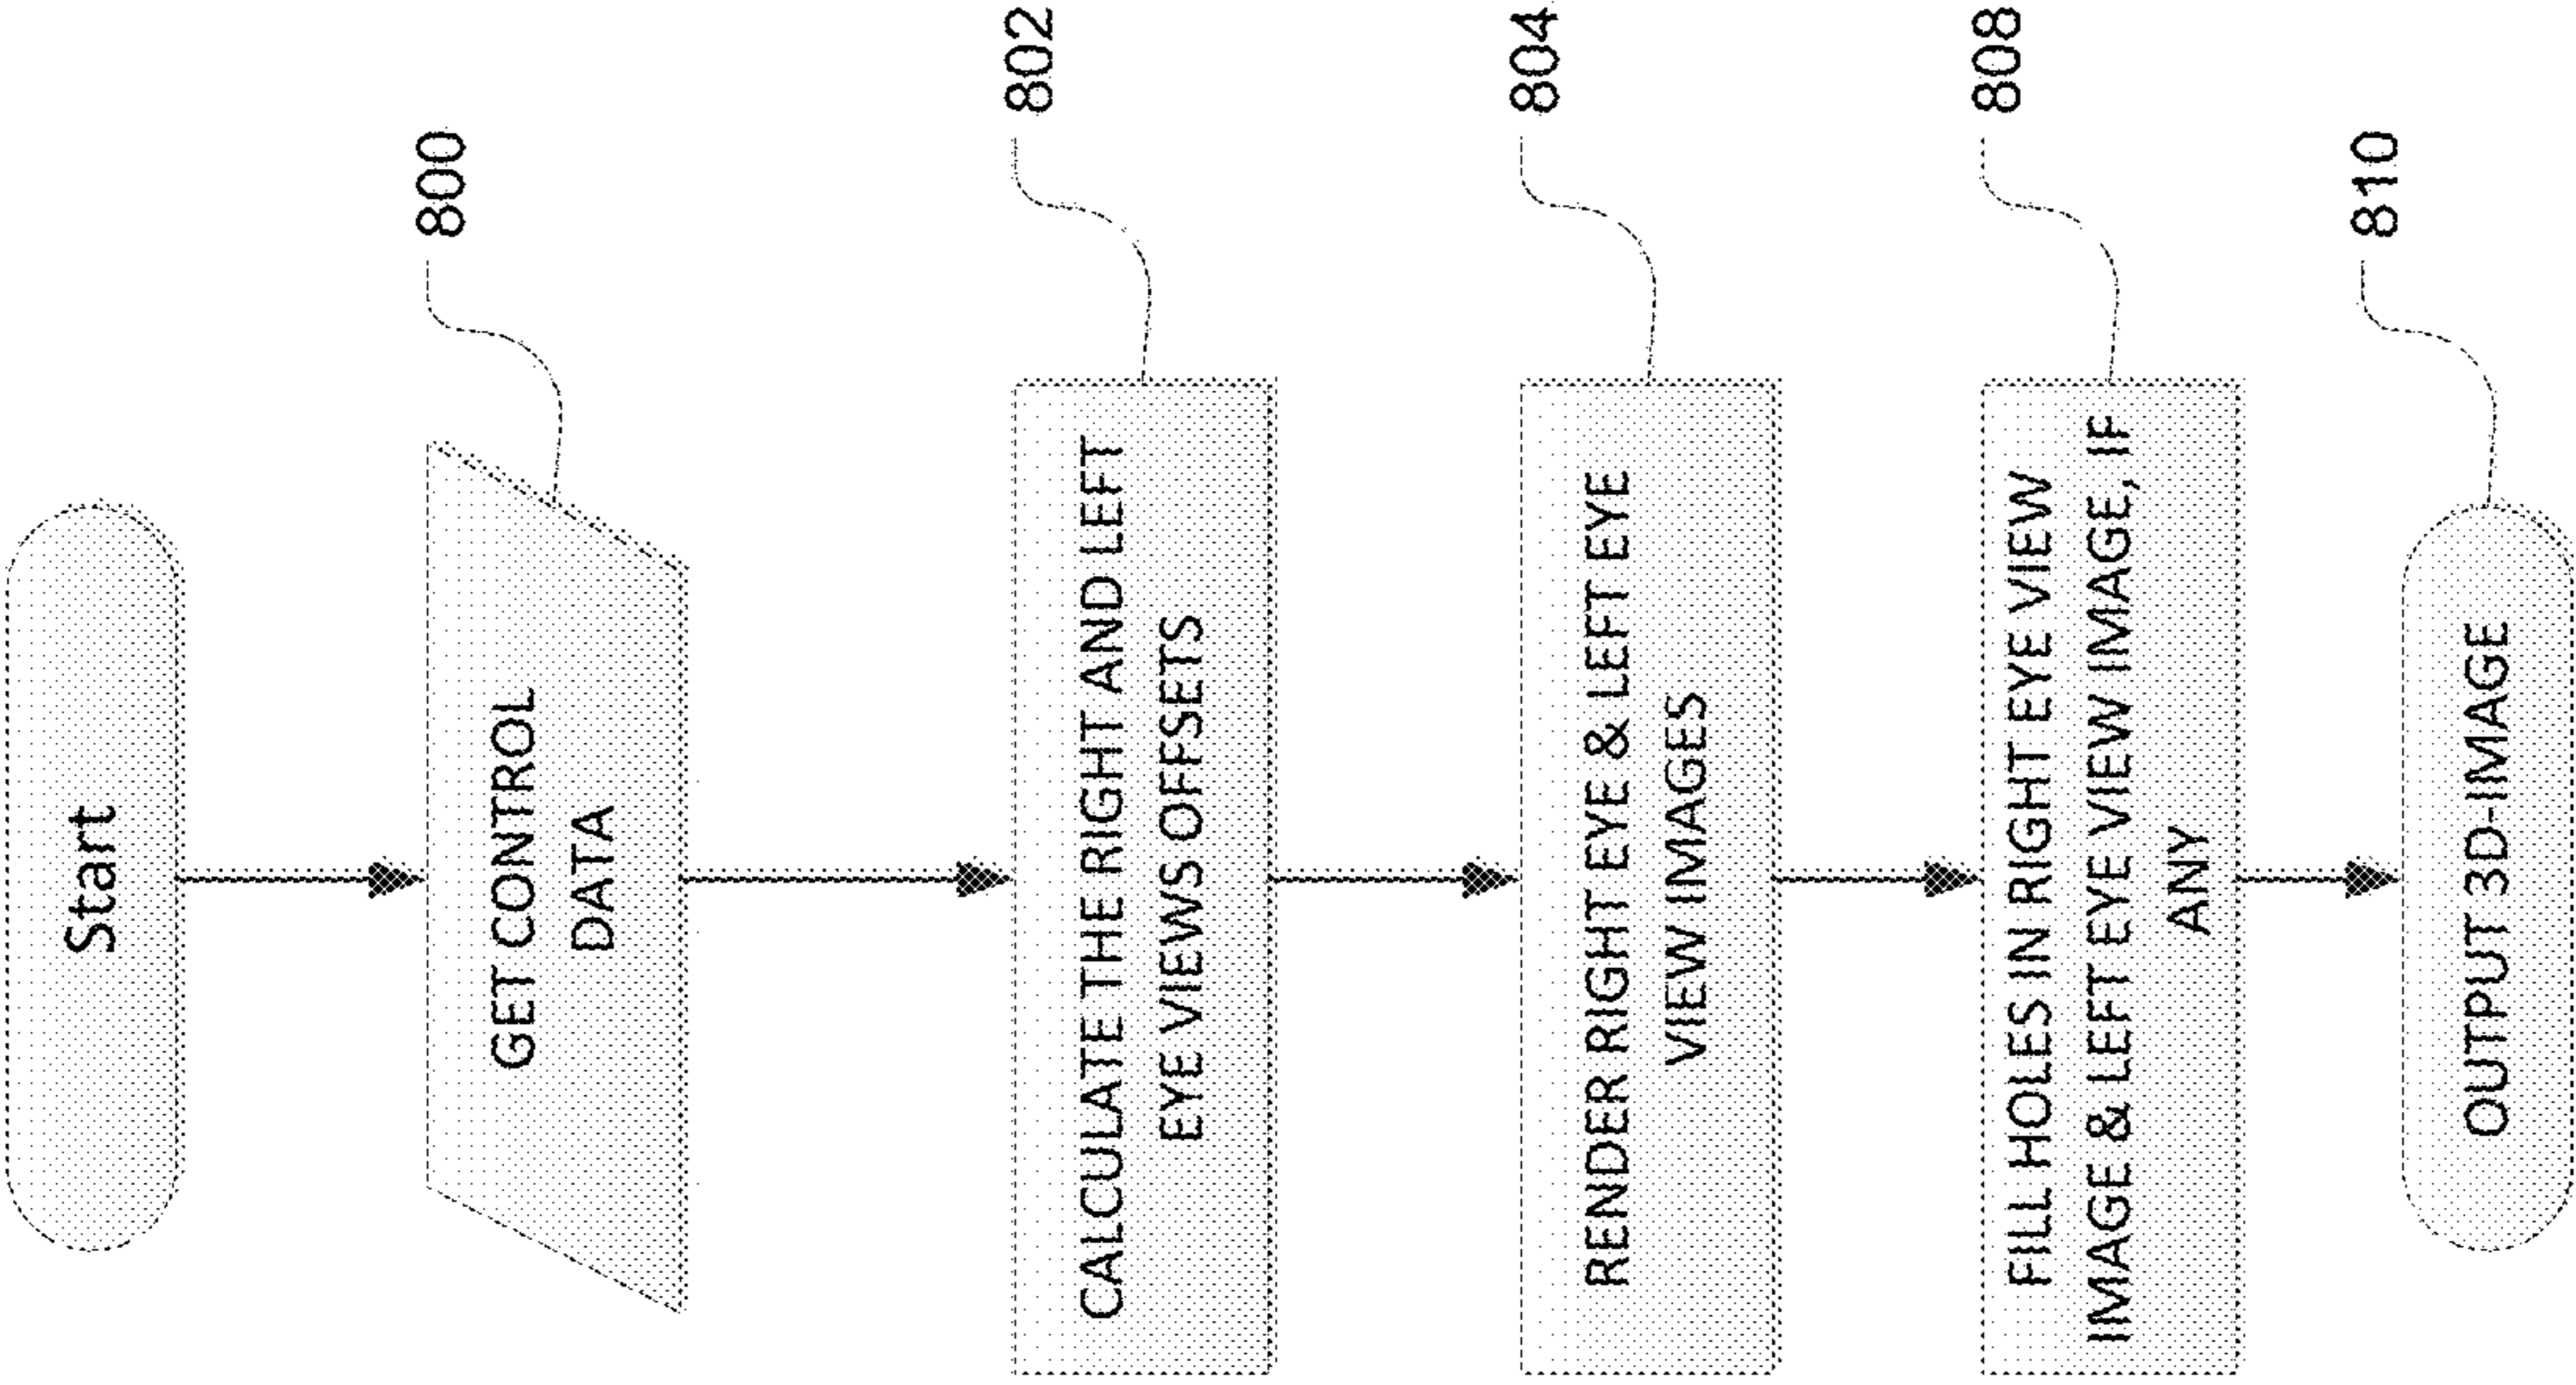 Start
GET CONTROL
DATA
800
CALCULATE THE RIGHT AND LEFT
EYE VIEWS OFFSETS
802
RENDER RIGHT EYE & LEFT EYE
VIEW IMAGES
804
FILL HOLES IN RIGHT EYE VIEW
IMAGE & LEFT EYE VIEW IMAGE, IF
ANY
808
OUTPUT 3D-IMAGE
810